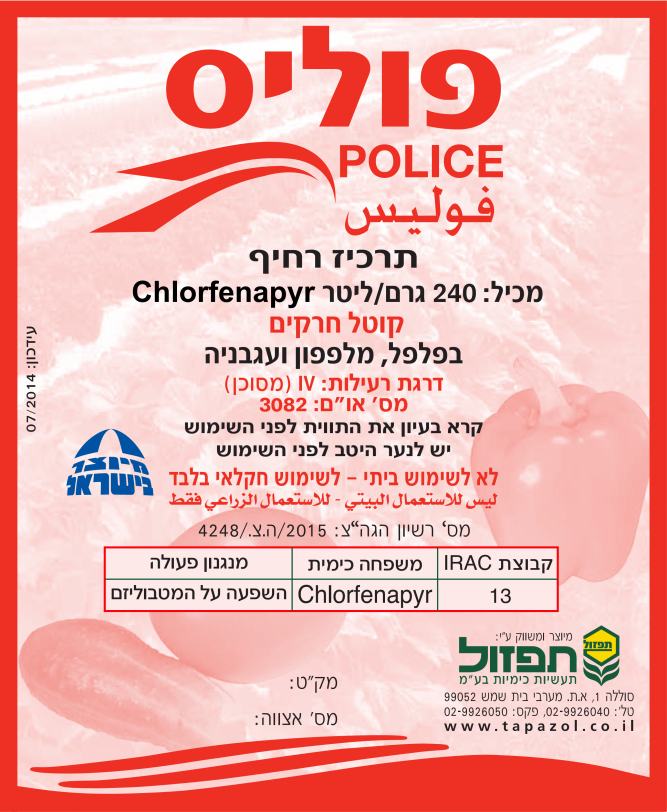 פוליס
POLICE
فوليس
תרכיז רחיף
מכיל: 240 גרם/ליטר Chlorfenapyr
קוטל חרקים
בפלפל, מלפפון ועגבניה
דרגת רעילות: IV (מסוכן)
מס׳ או״ם: 3082
קרא בעיון את התווית לפני השימוש
יש לנער היטב לפני השימוש
לא לשימוש ביתי – לשימוש חקלאי בלבד
ليس للاستعمال البيتي - للاستعمال الزراعي فقط
מס׳ רשיון הגה״צ: 2015/ה.צ./4248
קבוצת IRAC משפחה כימית מנגנון פעולה
13 Chlorfenapyr השפעה על המטבוליזם
עידכון: 07/2014
מיוצר בישראל
מיוצר ומשווק ע״י:
תפזול
תפזול
תעשיות כימיות בע״מ
סוללה 1, א.ת. מערבי בית שמש 99052
טל׳: 02-9926040, פקס: 02-9926050
www.tapazol.co.il
מק״ט:
מס׳ אצווה: